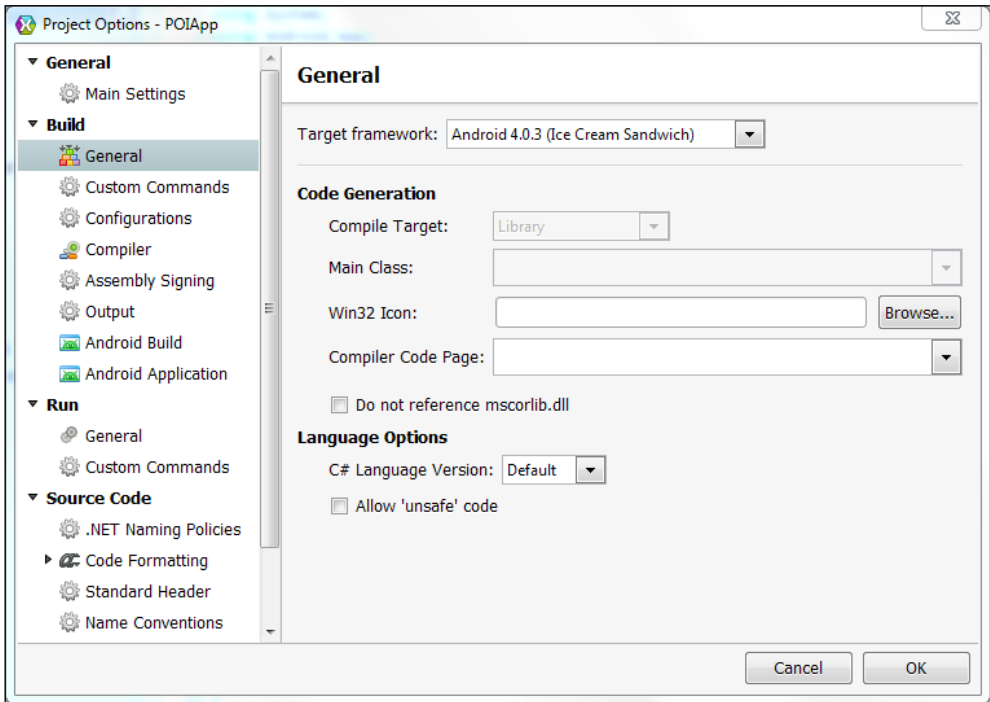 Project Options - POIApp
General
Main Settings
Build
General
Custom Commands
Configurations
Compiler
Assembly Signing
Output
Android Build
Android Application
Run
General
Custom Commands
Source Code
.NET Naming Policies
Code Formatting
Standard Header
Name Conventions
General
Target framework: Android 4.0.3 (Ice Cream Sandwich)
Code Generation
Compile Target: Library
Main Class:
Win32 Icon: Browse...
Compiler Code Page:
Do not reference mscorlib.dll
Language Options
C# Language Version: Default
Allow 'unsafe' code
Cancel OK